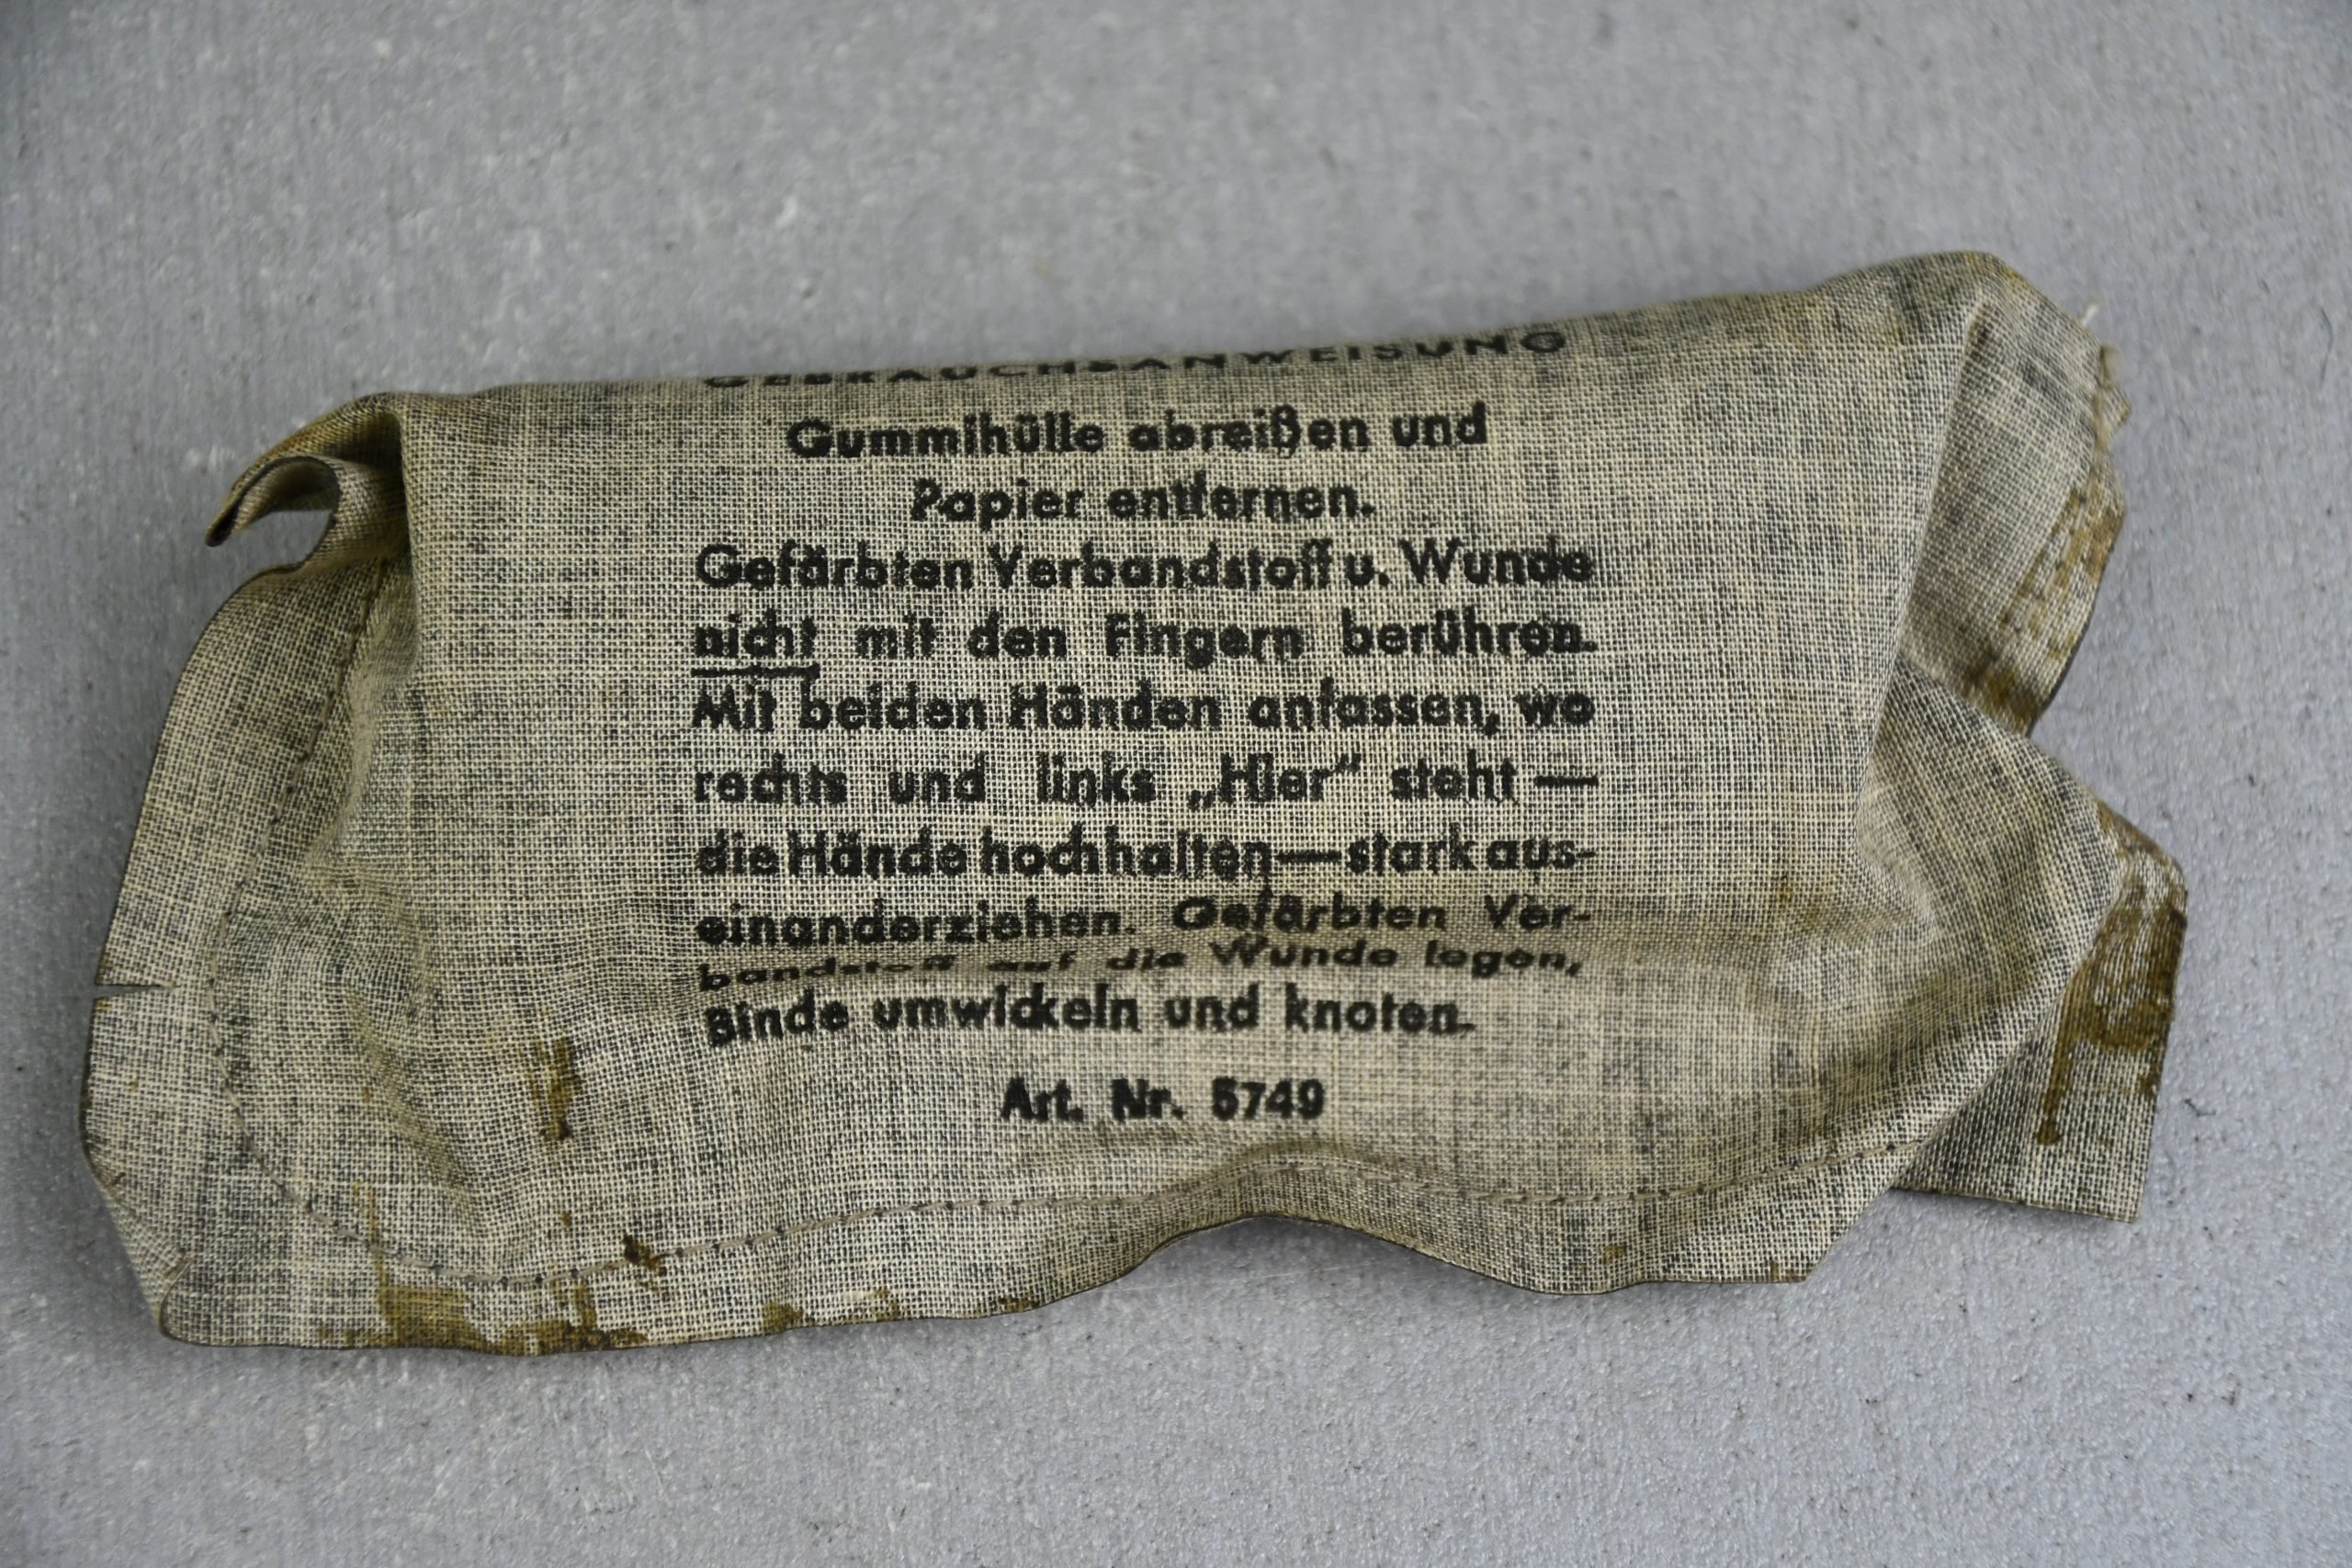 GEBRAUCHSANWEISUNG
Gummihülle abreißen und
Papier entfernen.
Gefärbten Verbandstoff u. Wunde
nicht mit den Fingern berühren.
Mit beiden Händen anfassen, wo
rechts und links „Hier“ steht —
die Hände hochhalten—stark aus-
einanderziehen. Gefärbten Ver-
bandstoff auf die Wunde legen,
Binde umwickeln und knoten.
Art. Nr. 5749